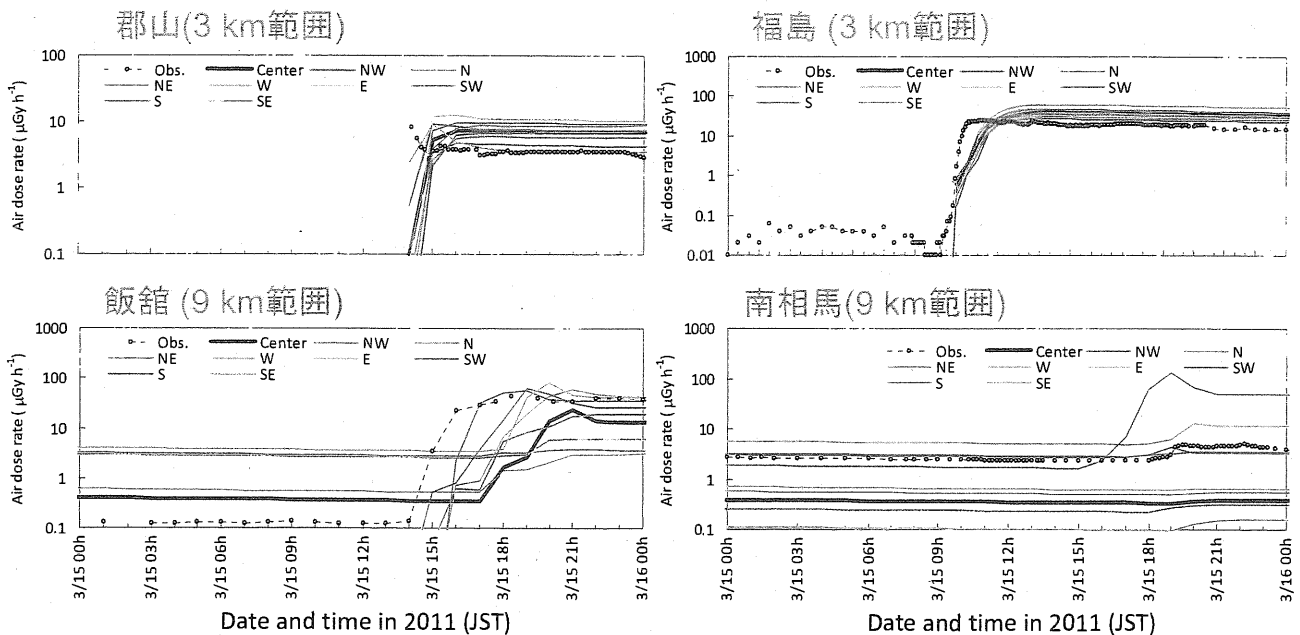 郡山(3 km範囲)
Air dose rate ( μGy h⁻¹)
100
10
1
0.1
Obs. Center NW N
NE W E SW
S SE
福島 (3 km範囲)
Air dose rate ( μGy h⁻¹)
1000
100
10
1
0.1
0.01
Obs. Center NW N
NE W E SW
S SE
飯舘 (9 km範囲)
Air dose rate ( μGy h⁻¹)
1000
100
10
1
0.1
Obs. Center NW N
NE W E SW
S SE
3/15 00h
3/15 03h
3/15 06h
3/15 09h
3/15 12h
3/15 15h
3/15 18h
3/15 21h
3/16 00h
Date and time in 2011 (JST)
南相馬(9 km範囲)
Air dose rate ( μGy h⁻¹)
1000
100
10
1
0.1
Obs. Center NW N
NE W E SW
S SE
3/15 00h
3/15 03h
3/15 06h
3/15 09h
3/15 12h
3/15 15h
3/15 18h
3/15 21h
3/16 00h
Date and time in 2011 (JST)